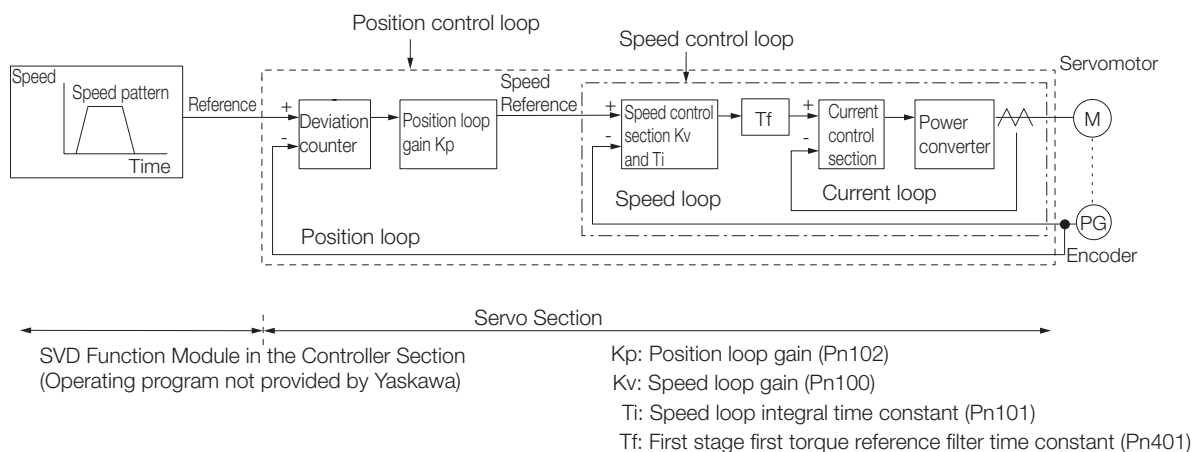 Position control loop
Speed control loop
Servomotor
Speed
Speed pattern
Time
Reference
+
-
Deviation
counter
Position loop
gain Kp
Speed
Reference
+
-
Speed control
section Kv
and Ti
Tf
+
-
Current
control
section
Power
converter
M
Speed loop
Current loop
PG
Position loop
Encoder
Servo Section
SVD Function Module in the Controller Section
(Operating program not provided by Yaskawa)
Kp: Position loop gain (Pn102)
Kv: Speed loop gain (Pn100)
Ti: Speed loop integral time constant (Pn101)
Tf: First stage first torque reference filter time constant (Pn401)